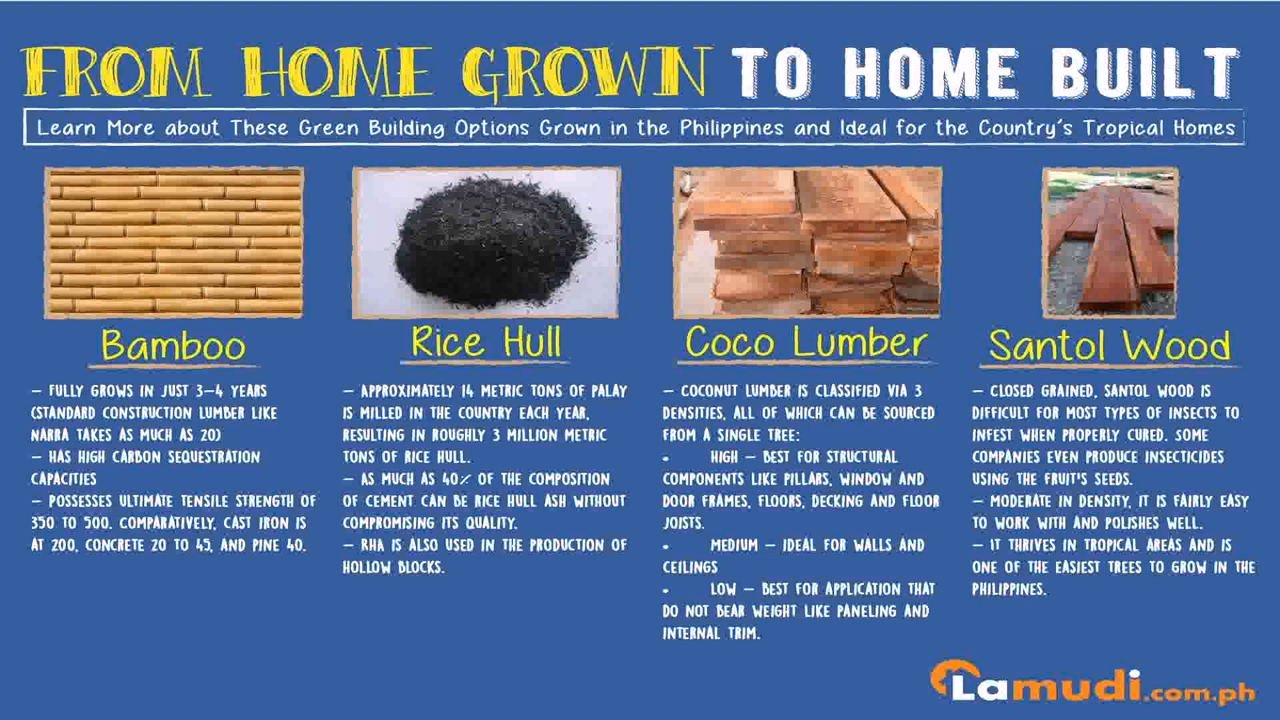 FROM HOME GROWN TO HOME BUILT
Learn More about These Green Building Options Grown in the Philippines and Ideal for the Country's Tropical Homes
Bamboo
— FULLY GROWS IN JUST 3–4 YEARS
(STANDARD CONSTRUCTION LUMBER LIKE
NARRA TAKES AS MUCH AS 20)
— HAS HIGH CARBON SEQUESTRATION
CAPACITIES
— POSSESSES ULTIMATE TENSILE STRENGTH OF
350 TO 500. COMPARATIVELY, CAST IRON IS
AT 200, CONCRETE 20 TO 45, AND PINE 40.
Rice Hull
— APPROXIMATELY 14 METRIC TONS OF PALAY
IS MILLED IN THE COUNTRY EACH YEAR,
RESULTING IN ROUGHLY 3 MILLION METRIC
TONS OF RICE HULL.
— AS MUCH AS 40% OF THE COMPOSITION
OF CEMENT CAN BE RICE HULL ASH WITHOUT
COMPROMISING ITS QUALITY.
— RHA IS ALSO USED IN THE PRODUCTION OF
HOLLOW BLOCKS.
Coco Lumber
— COCONUT LUMBER IS CLASSIFIED VIA 3
DENSITIES, ALL OF WHICH CAN BE SOURCED
FROM A SINGLE TREE:
• HIGH – BEST FOR STRUCTURAL
COMPONENTS LIKE PILLARS, WINDOW AND
DOOR FRAMES, FLOORS, DECKING AND FLOOR
JOISTS.
• MEDIUM – IDEAL FOR WALLS AND
CEILINGS
• LOW – BEST FOR APPLICATION THAT
DO NOT BEAR WEIGHT LIKE PANELING AND
INTERNAL TRIM.
Santol Wood
— CLOSED GRAINED, SANTOL WOOD IS
DIFFICULT FOR MOST TYPES OF INSECTS TO
INFEST WHEN PROPERLY CURED. SOME
COMPANIES EVEN PRODUCE INSECTICIDES
USING THE FRUIT'S SEEDS.
— MODERATE IN DENSITY, IT IS FAIRLY EASY
TO WORK WITH AND POLISHES WELL.
— IT THRIVES IN TROPICAL AREAS AND IS
ONE OF THE EASIEST TREES TO GROW IN THE
PHILIPPINES.
Lamudi.com.ph